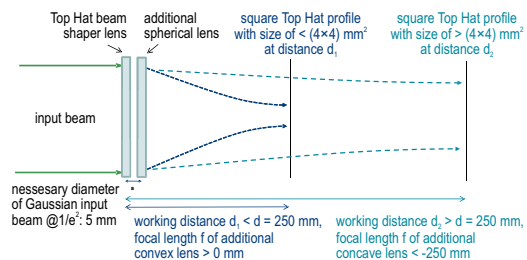 Top Hat beam
shaper lens
additional
spherical lens
square Top Hat profile
with size of < (4×4) mm²
at distance d₁
square Top Hat profile
with size of > (4×4) mm²
at distance d₂
input beam
nessesary diameter
of Gaussian input
beam @1/e²: 5 mm
working distance d₁ < d = 250 mm,
focal length f of additional
convex lens > 0 mm
working distance d₂ > d = 250 mm,
focal length f of additional
concave lens < -250 mm